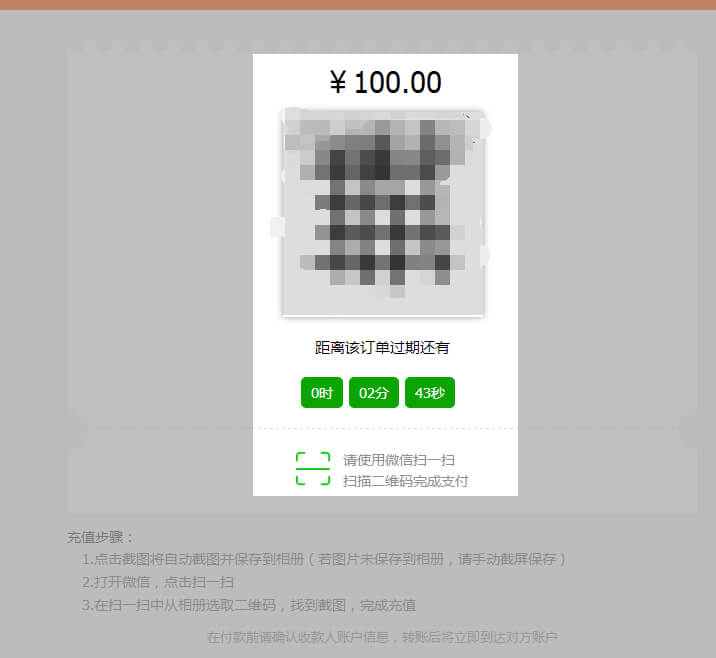 ¥ 100.00
距离该订单过期还有
0时 02分 43秒
请使用微信扫一扫
扫描二维码完成支付
充值步骤：
1.点击截图将自动截图并保存到相册（若图片未保存到相册，请手动截屏保存）
2.打开微信，点击扫一扫
3.在扫一扫中从相册选取二维码，找到截图，完成充值
在付款前请确认收款人账户信息，转账后将立即到达对方账户